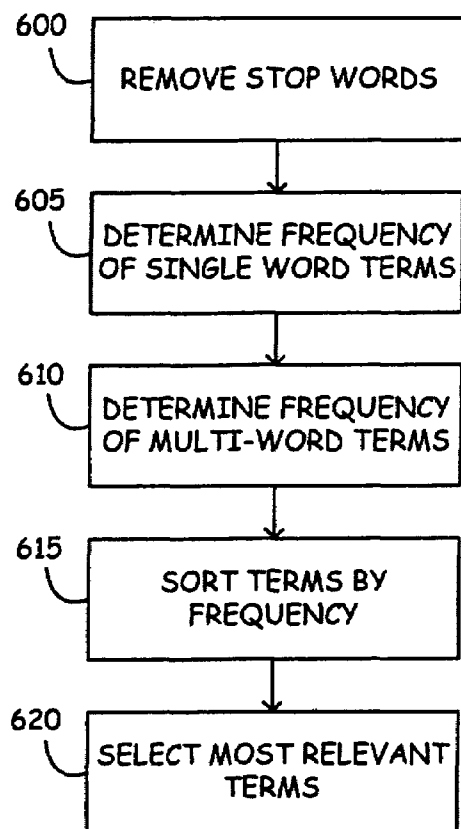 600
REMOVE STOP WORDS
605
DETERMINE FREQUENCY
OF SINGLE WORD TERMS
610
DETERMINE FREQUENCY
OF MULTI-WORD TERMS
615
SORT TERMS BY
FREQUENCY
620
SELECT MOST RELEVANT
TERMS